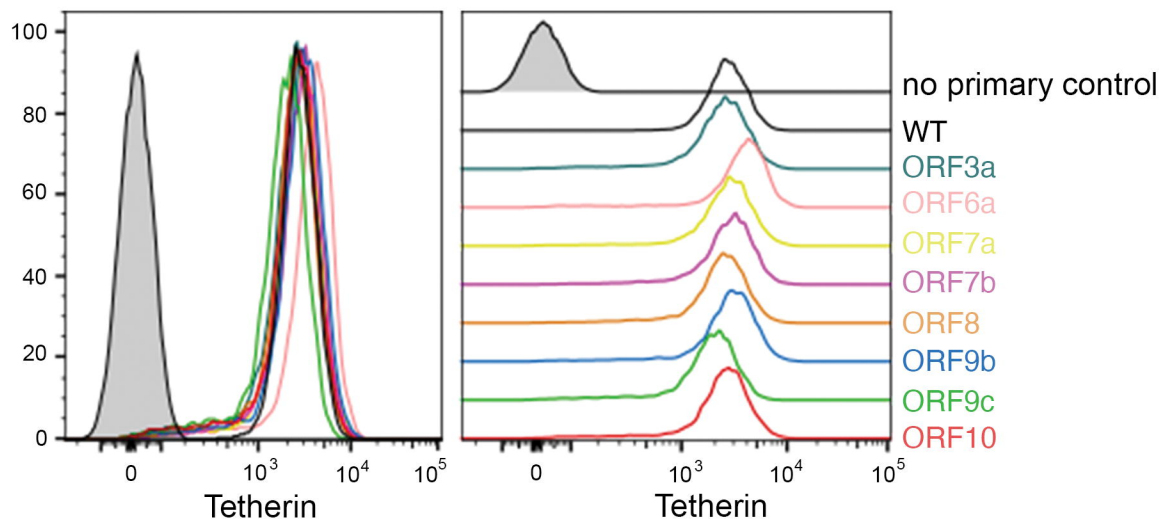 100
80
60
40
20
0
0 10³ 10⁴ 10⁵
Tetherin
0 10³ 10⁴ 10⁵
Tetherin
no primary control
WT
ORF3a
ORF6a
ORF7a
ORF7b
ORF8
ORF9b
ORF9c
ORF10